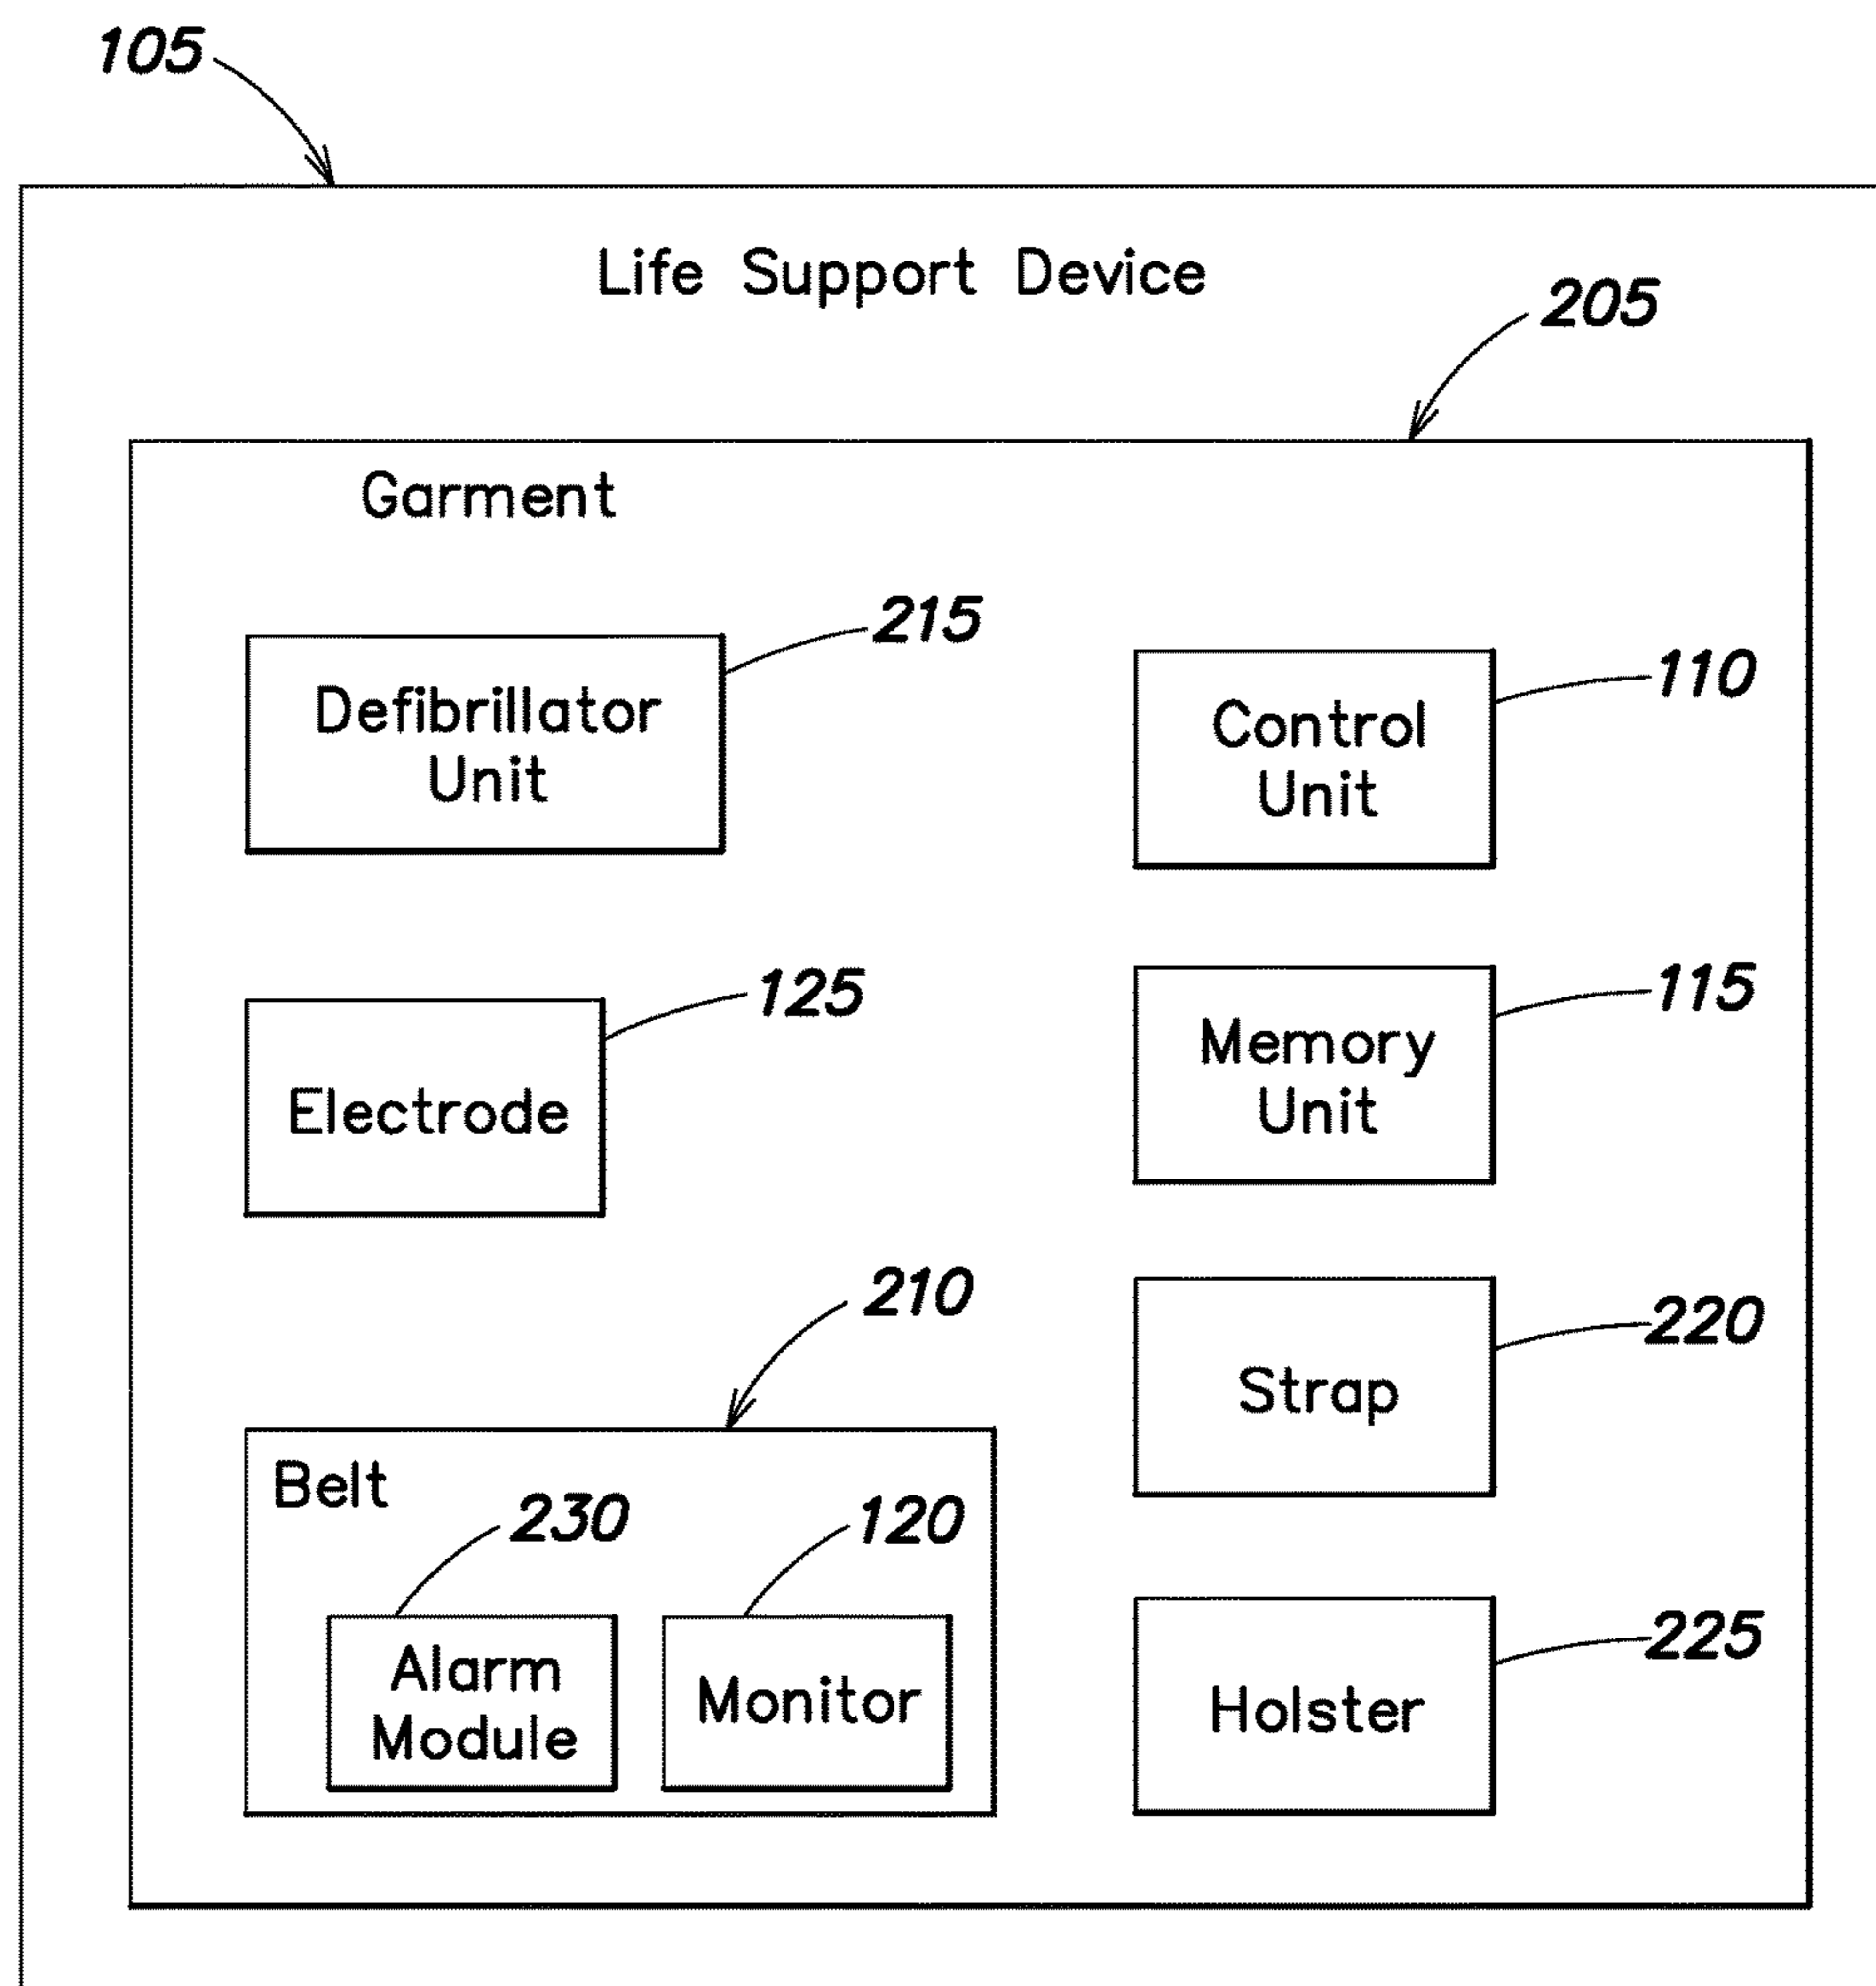 105
Life Support Device
205
Garment
215
Defibrillator
Unit
110
Control
Unit
125
Electrode
115
Memory
Unit
210
Belt
230
Alarm
Module
120
Monitor
220
Strap
225
Holster